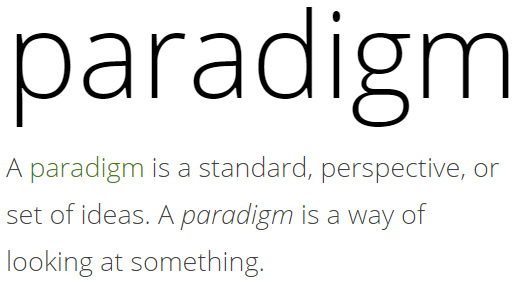 paradigm
A paradigm is a standard, perspective, or
set of ideas. A paradigm is a way of
looking at something.